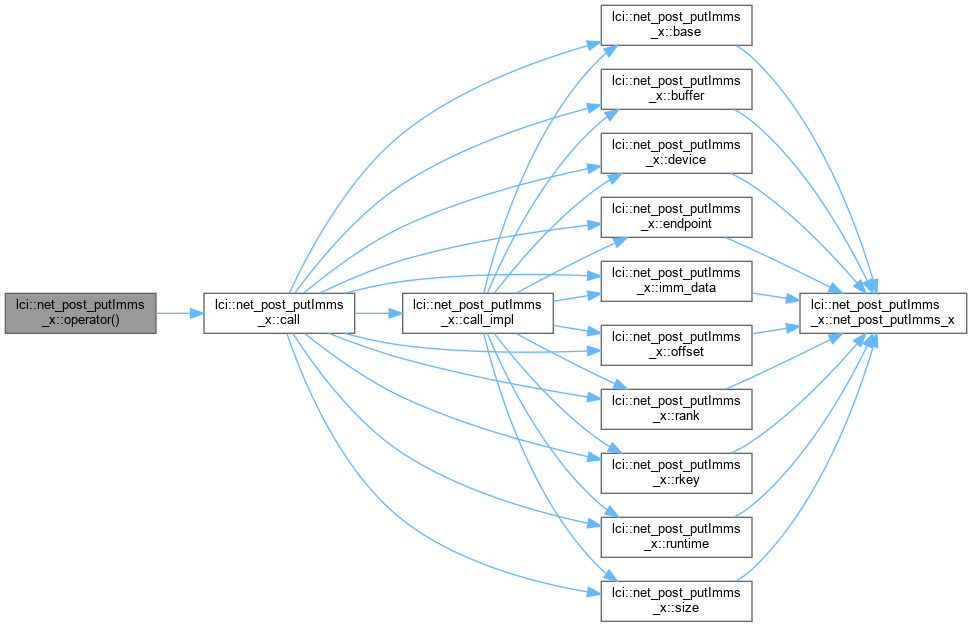 lci::net_post_putImms
_x::operator()
lci::net_post_putImms
_x::call
lci::net_post_putImms
_x::call_impl
lci::net_post_putImms
_x::base
lci::net_post_putImms
_x::buffer
lci::net_post_putImms
_x::device
lci::net_post_putImms
_x::endpoint
lci::net_post_putImms
_x::imm_data
lci::net_post_putImms
_x::offset
lci::net_post_putImms
_x::rank
lci::net_post_putImms
_x::rkey
lci::net_post_putImms
_x::runtime
lci::net_post_putImms
_x::size
lci::net_post_putImms
_x::net_post_putImms_x